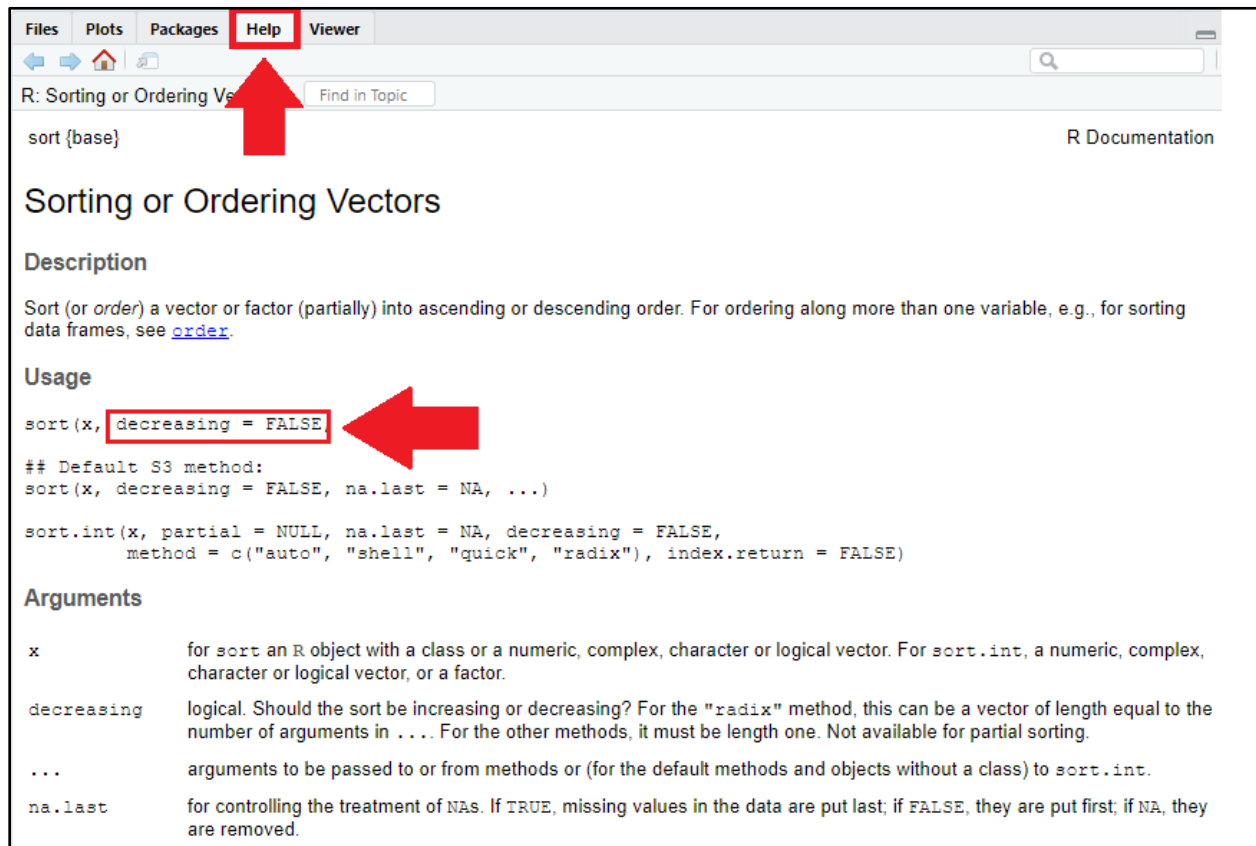 Files Plots Packages Help Viewer
R: Sorting or Ordering Ve Find in Topic
sort {base} R Documentation
Sorting or Ordering Vectors
Description
Sort (or order) a vector or factor (partially) into ascending or descending order. For ordering along more than one variable, e.g., for sorting
data frames, see order.
Usage
sort(x, decreasing = FALSE,
## Default S3 method:
sort(x, decreasing = FALSE, na.last = NA, ...)
sort.int(x, partial = NULL, na.last = NA, decreasing = FALSE,
method = c("auto", "shell", "quick", "radix"), index.return = FALSE)
Arguments
x for sort an R object with a class or a numeric, complex, character or logical vector. For sort.int, a numeric, complex,
character or logical vector, or a factor.
decreasing logical. Should the sort be increasing or decreasing? For the "radix" method, this can be a vector of length equal to the
number of arguments in .... For the other methods, it must be length one. Not available for partial sorting.
... arguments to be passed to or from methods or (for the default methods and objects without a class) to sort.int.
na.last for controlling the treatment of NAs. If TRUE, missing values in the data are put last; if FALSE, they are put first; if NA, they
are removed.